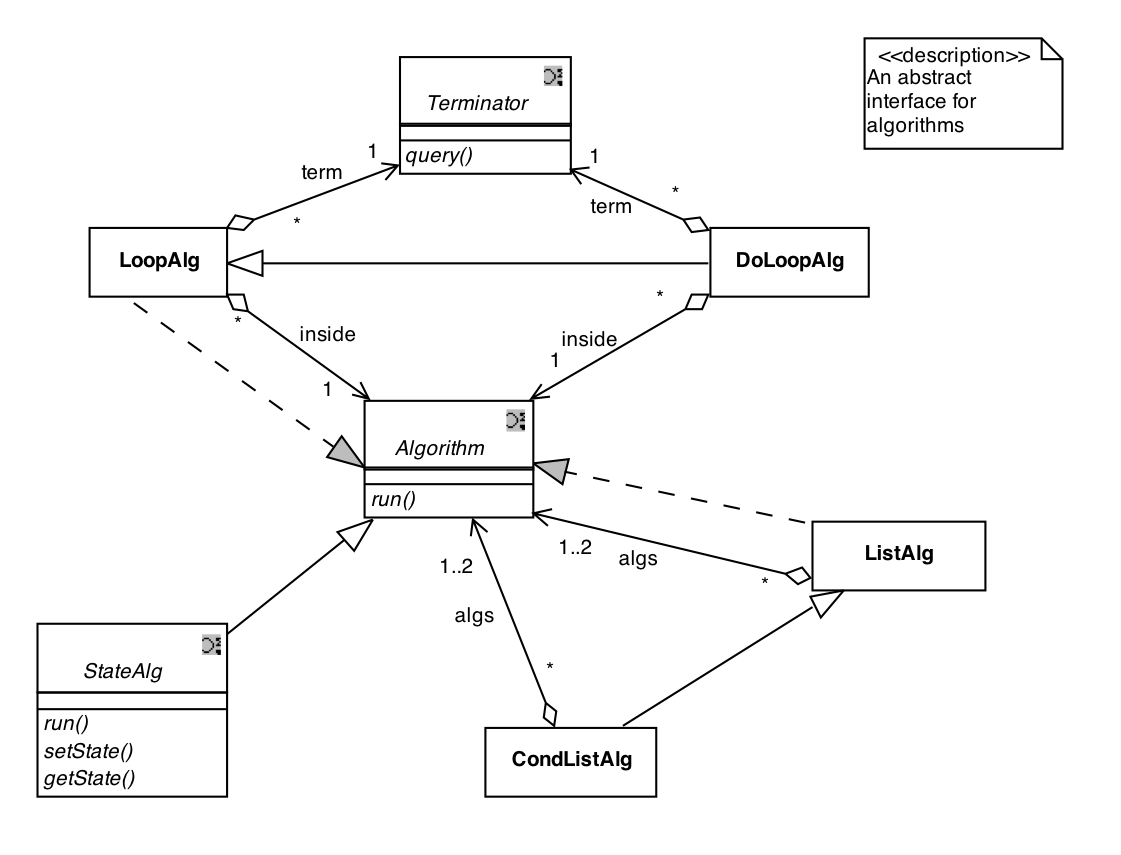 <<description>>
An abstract
interface for
algorithms
Terminator
query()
1
term
*
1
*
term
LoopAlg
DoLoopAlg
*
inside
1
*
inside
1
Algorithm
run()
1..2
algs
*
1..2
algs
*
ListAlg
StateAlg
run()
setState()
getState()
CondListAlg